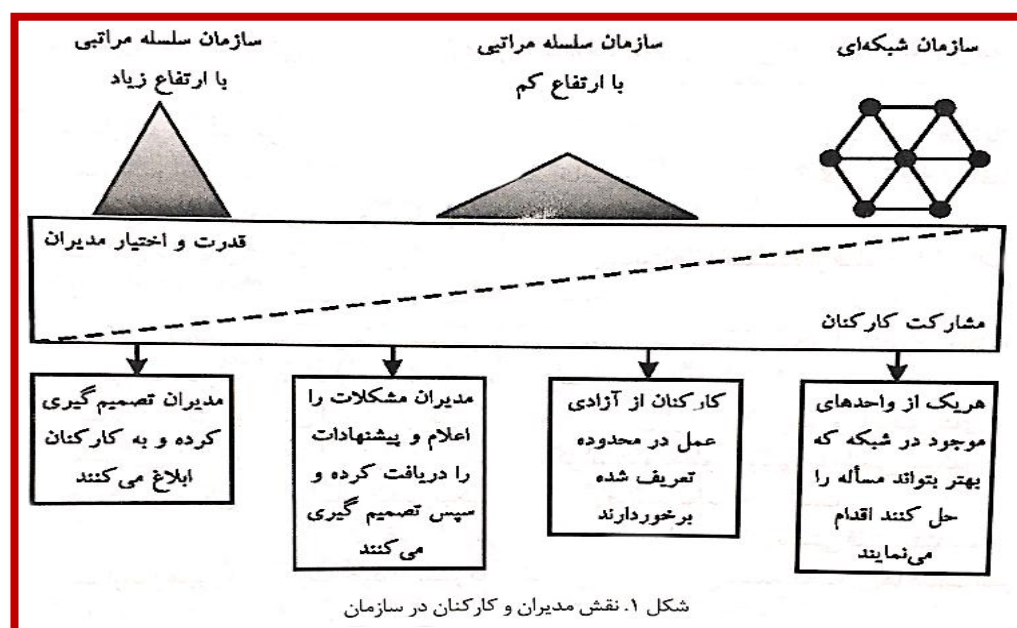 سازمان شبکه‌ای
سازمان سلسله مراتبی
با ارتفاع کم
سازمان سلسله مراتبی
با ارتفاع زیاد
قدرت و اختیار مدیران
مشارکت کارکنان
هریک از واحدهای
موجود در شبکه که
بهتر بتواند مسأله را
حل کنند اقدام
می‌نمایند
کارکنان از آزادی
عمل در محدوده
تعریف شده
برخوردارند
مدیران مشکلات را
اعلام و پیشنهادات
را دریافت کرده و
سپس تصمیم گیری
می‌کنند
مدیران تصمیم گیری
کرده و به کارکنان
ابلاغ می‌کنند
شکل ۱. نقش مدیران و کارکنان در سازمان